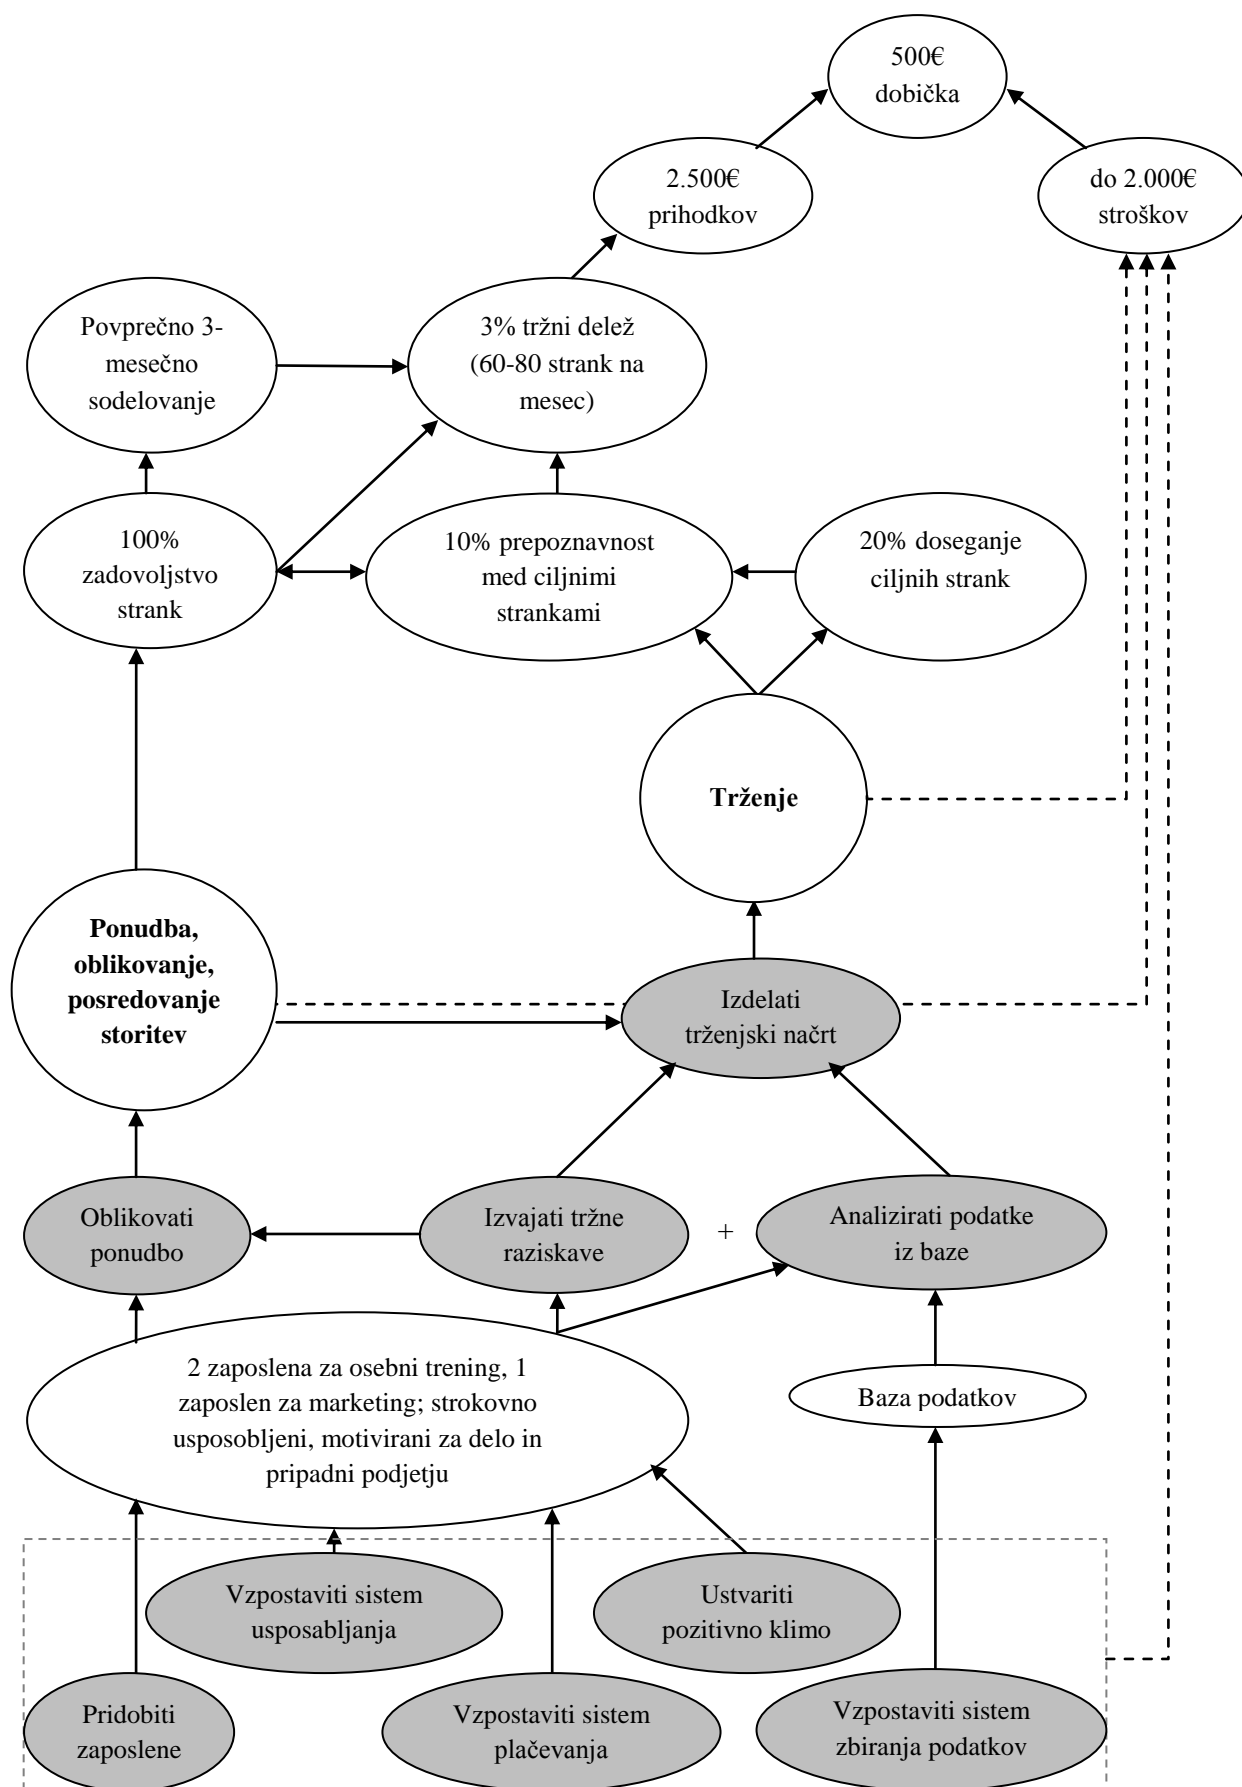 500€
dobička
2.500€
prihodkov
do 2.000€
stroškov
Povprečno 3-
mesečno
sodelovanje
3% tržni delež
(60-80 strank na
mesec)
100%
zadovoljstvo
strank
10% prepoznavnost
med ciljnimi
strankami
20% doseganje
ciljnih strank
Trženje
Ponudba,
oblikovanje,
posredovanje
storitev
Izdelati
trženjski načrt
Oblikovati
ponudbo
Izvajati tržne
raziskave
+
Analizirati podatke
iz baze
2 zaposlena za osebni trening, 1
zaposlen za marketing; strokovno
usposobljeni, motivirani za delo in
pripadni podjetju
Baza podatkov
Vzpostaviti sistem
usposabljanja
Ustvariti
pozitivno klimo
Pridobiti
zaposlene
Vzpostaviti sistem
plačevanja
Vzpostaviti sistem
zbiranja podatkov